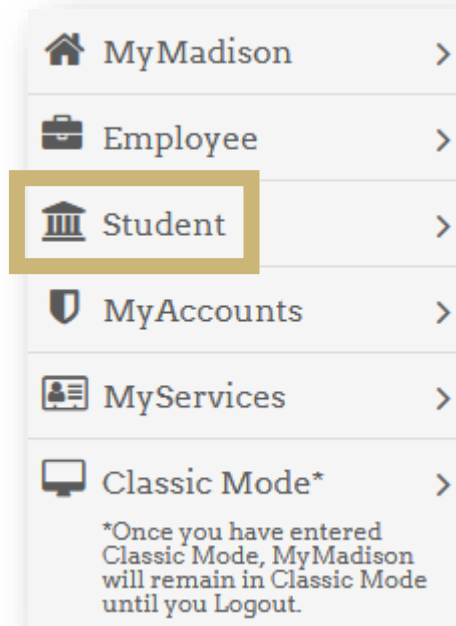 MyMadison
Employee
Student
MyAccounts
MyServices
Classic Mode*
*Once you have entered
Classic Mode, MyMadison
will remain in Classic Mode
until you Logout.